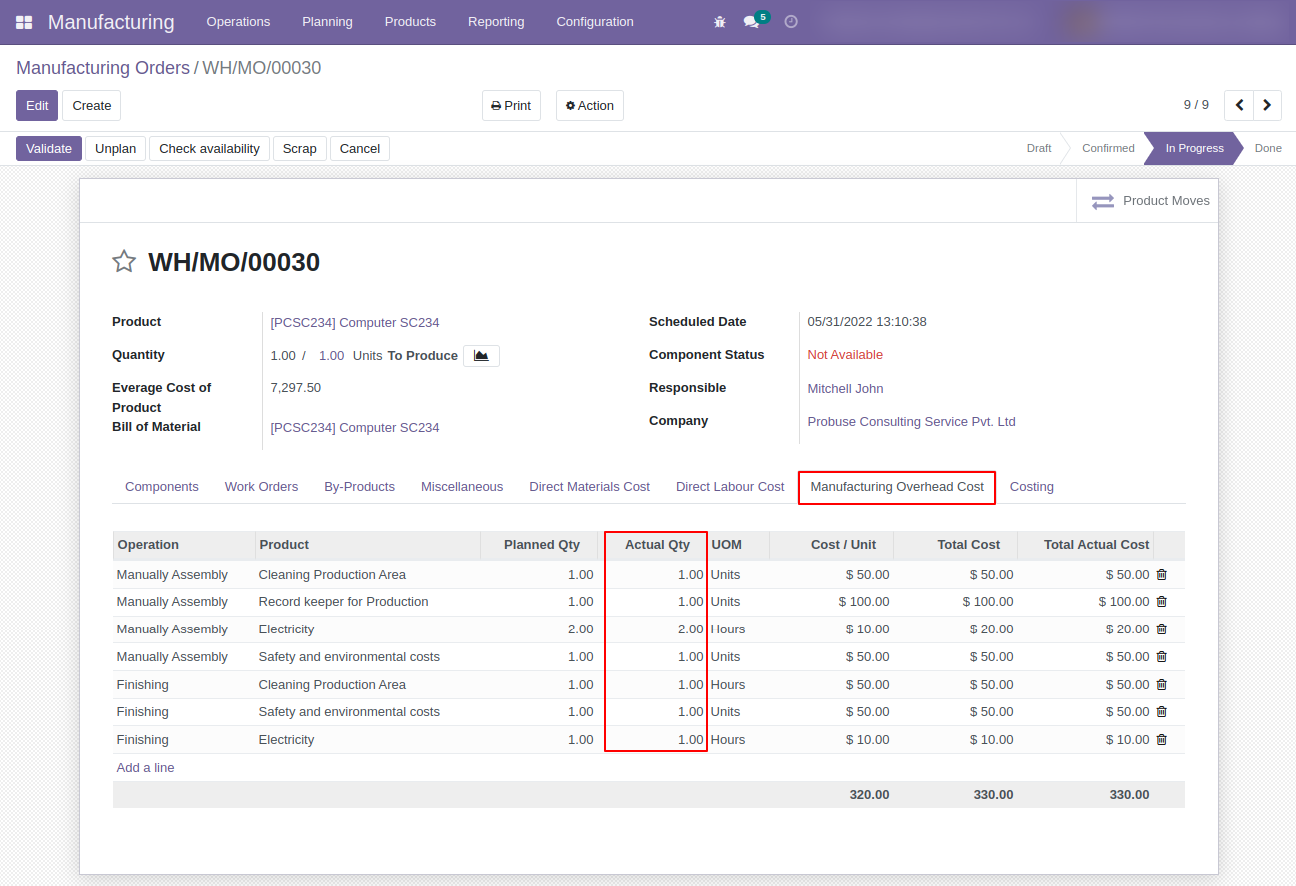 Manufacturing Operations Planning Products Reporting Configuration 5
Manufacturing Orders / WH/MO/00030
Edit Create Print Action 9 / 9
Validate Unplan Check availability Scrap Cancel Draft Confirmed In Progress Done
Product Moves
WH/MO/00030
Product [PCSC234] Computer SC234 Scheduled Date 05/31/2022 13:10:38
Quantity 1.00 / 1.00 Units To Produce Component Status Not Available
Everage Cost of 7,297.50 Responsible Mitchell John
Product
Bill of Material [PCSC234] Computer SC234 Company Probuse Consulting Service Pvt. Ltd
Components Work Orders By-Products Miscellaneous Direct Materials Cost Direct Labour Cost Manufacturing Overhead Cost Costing
Operation Product Planned Qty Actual Qty UOM Cost / Unit Total Cost Total Actual Cost
Manually Assembly Cleaning Production Area 1.00 1.00 Units $ 50.00 $ 50.00 $ 50.00
Manually Assembly Record keeper for Production 1.00 1.00 Units $ 100.00 $ 100.00 $ 100.00
Manually Assembly Electricity 2.00 2.00 Hours $ 10.00 $ 20.00 $ 20.00
Manually Assembly Safety and environmental costs 1.00 1.00 Units $ 50.00 $ 50.00 $ 50.00
Finishing Cleaning Production Area 1.00 1.00 Hours $ 50.00 $ 50.00 $ 50.00
Finishing Safety and environmental costs 1.00 1.00 Units $ 50.00 $ 50.00 $ 50.00
Finishing Electricity 1.00 1.00 Hours $ 10.00 $ 10.00 $ 10.00
Add a line
320.00 330.00 330.00